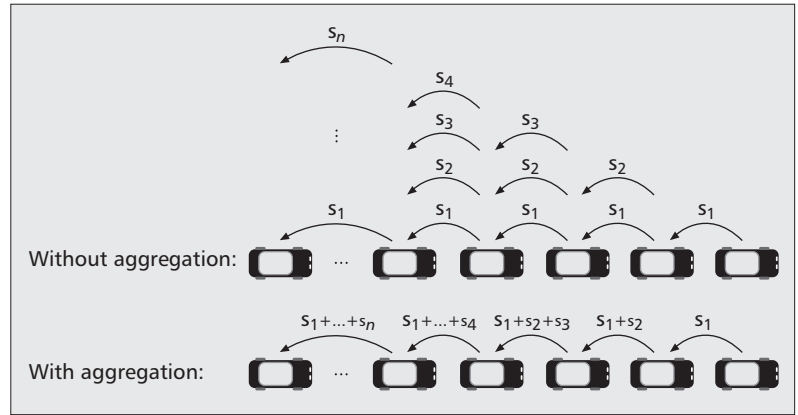 sₙ
s₄
⋮
s₃ s₃
s₂ s₂ s₂
s₁ s₁ s₁ s₁ s₁
Without aggregation: ...
s₁+...+sₙ s₁+...+s₄ s₁+s₂+s₃ s₁+s₂ s₁
With aggregation: ...